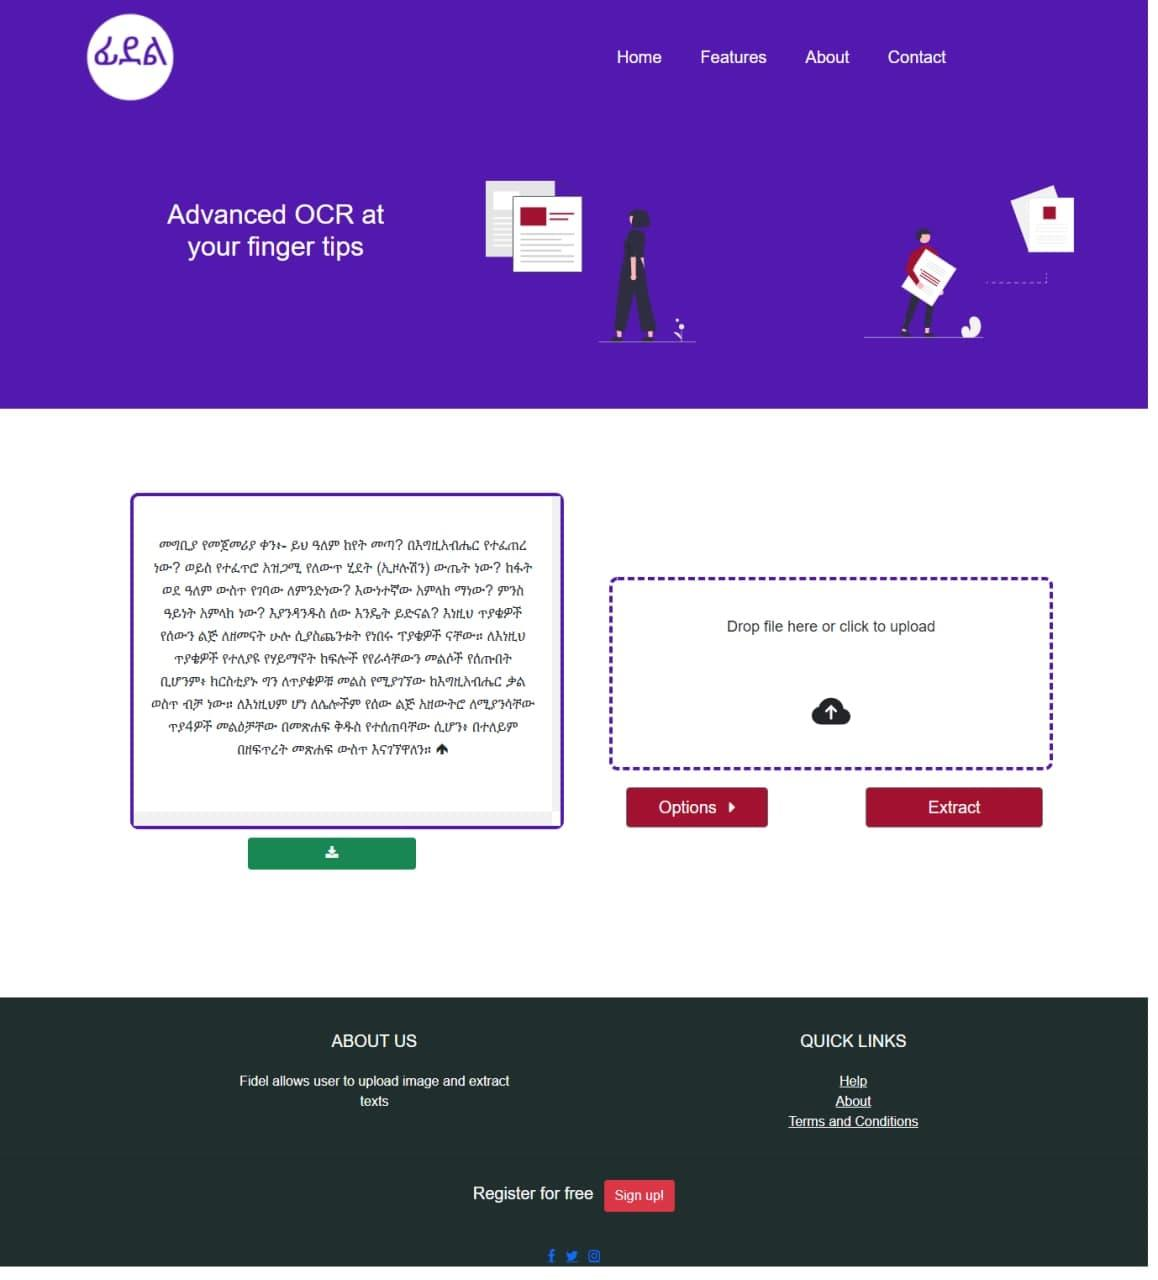 ፊደል
Home Features About Contact
Advanced OCR at
your finger tips
መግቢያ የመጀመሪያ ቀን፥- ይህ ዓለም ከየት መጣ? በእግዚአብሔር የተፈጠረ
ነው? ወይስ የተፈጥሮ አዝጋሚ የለውጥ ሂደት (ኢዞሉሽን) ውጤት ነው? ከፋት
ወደ ዓለም ውስጥ የገባው ለምንድነው? እውነተኛው አምላክ ማነው? ምንስ
ዓይነት አምላክ ነው? እያንዳንዱስ ሰው እንዴት ይድናል? እነዚህ ጥያቄዎች
የሰውን ልጅ ለዘመናት ሁሉ ሲያስጨንቁት የነበሩ ፕያቄዎች ናቸው። ለእነዚህ
ጥያቄዎች የተለያዩ የሃይማኖት ከፍሎች የየራሳቸውን መልሶች የሰጡበት
ቢሆንም፥ ክርስቲያኑ ግን ለጥያቄዎቹ መልስ የሚያገኘው ከእግዚአብሔር ቃል
ወስጥ ብቻ ነው። ለእነዚህም ሆነ ለሌሎችም የሰው ልጅ አዘውትሮ ለሚያንሳቸው
ጥያ4ዎች መልዕቻቸው በመጽሐፍ ቅዱስ የተሰጠባቸው ሲሆን፥ በተለይም
በዘፍጥረት መጽሐፍ ውስጥ እናገኘዋለን።
Drop file here or click to upload
Options Extract
ABOUT US
Fidel allows user to upload image and extract
texts
QUICK LINKS
Help
About
Terms and Conditions
Register for free Sign up!